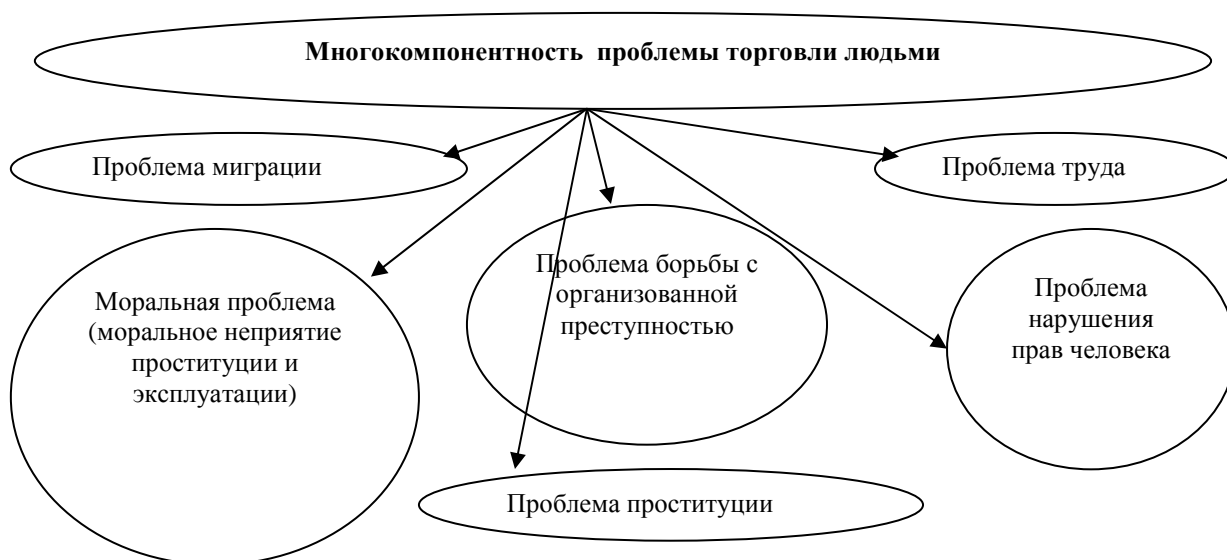 Многокомпонентность проблемы торговли людьми
Проблема миграции
Проблема труда
Моральная проблема
(моральное неприятие
проституции и
эксплуатации)
Проблема борьбы с
организованной
преступностью
Проблема
нарушения
прав человека
Проблема проституции